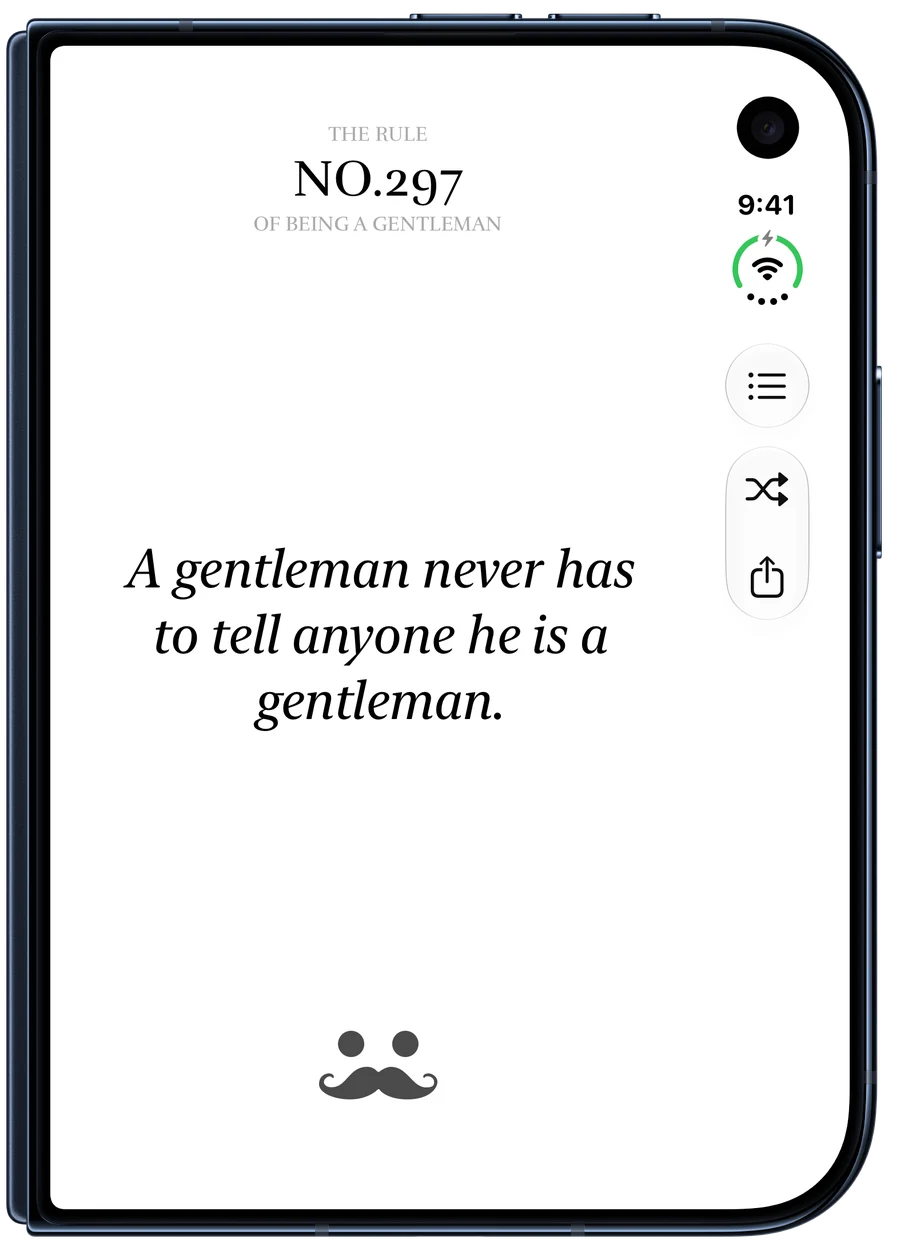 THE RULE
NO.297
OF BEING A GENTLEMAN
9:41
A gentleman never has
to tell anyone he is a
gentleman.